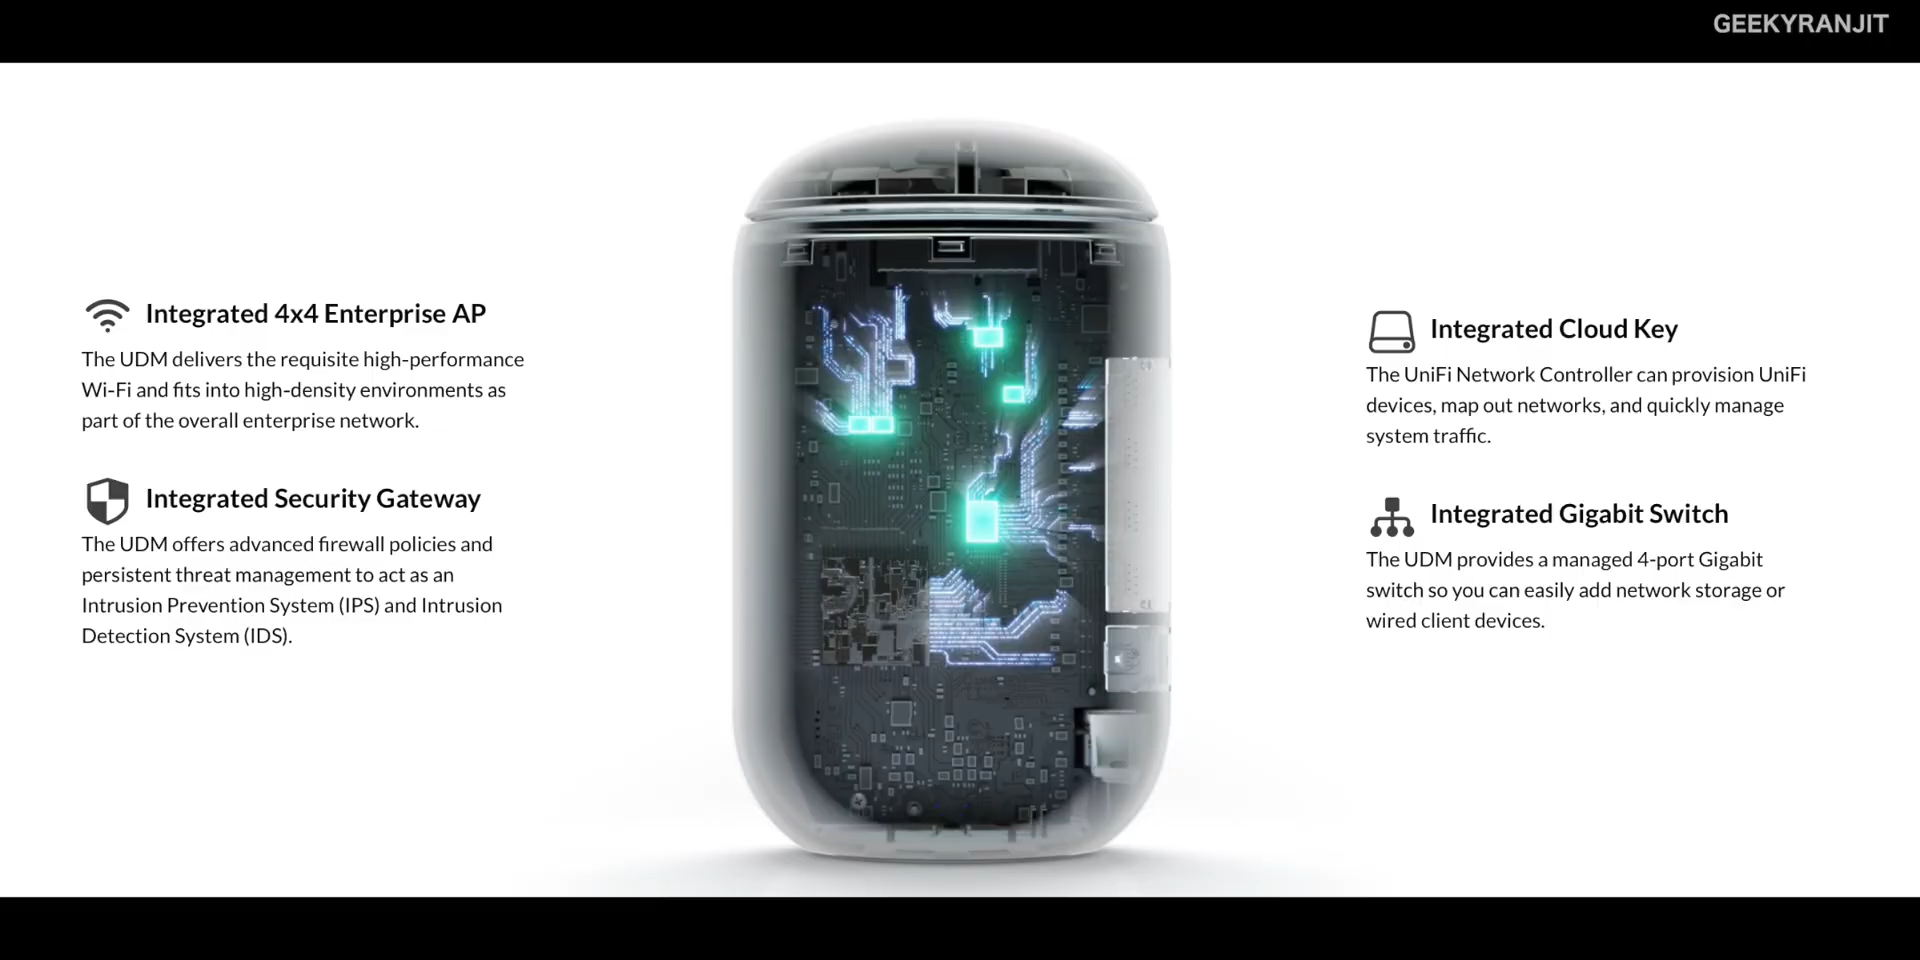 GEEKYRANJIT
Integrated 4x4 Enterprise AP
The UDM delivers the requisite high-performance
Wi-Fi and fits into high-density environments as
part of the overall enterprise network.
Integrated Security Gateway
The UDM offers advanced firewall policies and
persistent threat management to act as an
Intrusion Prevention System (IPS) and Intrusion
Detection System (IDS).
Integrated Cloud Key
The UniFi Network Controller can provision UniFi
devices, map out networks, and quickly manage
system traffic.
Integrated Gigabit Switch
The UDM provides a managed 4-port Gigabit
switch so you can easily add network storage or
wired client devices.